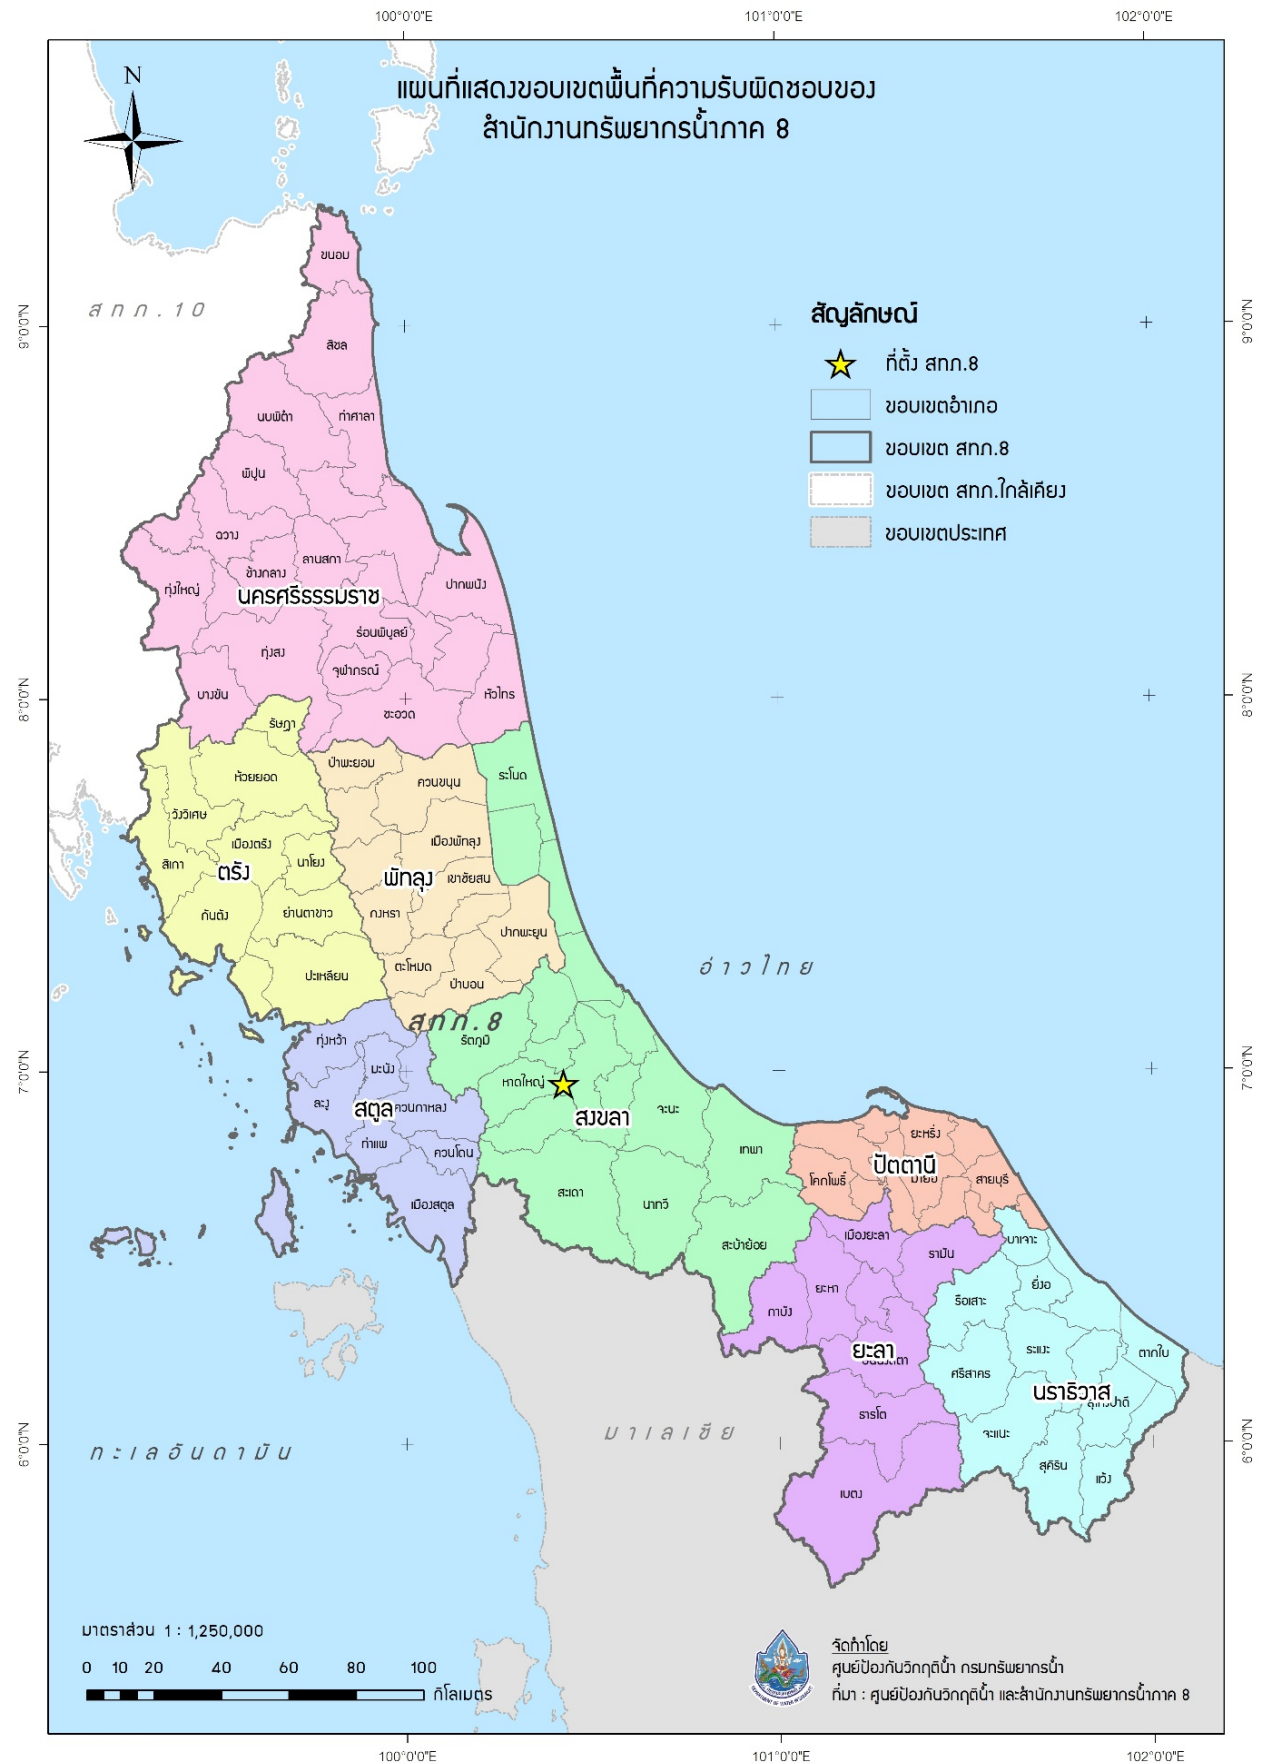 100°0'0"E
101°0'0"E
102°0'0"E
N
แผนที่แสดงขอบเขตพื้นที่ความรับผิดชอบของ
สำนักงานทรัพยากรน้ำภาค 8
สทภ.10
9°0'0"N
9°0'0"N
สัญลักษณ์
ที่ตั้ง สทภ.8
ขอบเขตอำเภอ
ขอบเขต สทภ.8
ขอบเขต สทภ.ใกล้เคียง
ขอบเขตประเทศ
ขนอม
สิชล
นบพิตำ
ท่าศาลา
พิปูน
ฉวาง
ช้างกลาง
ลานสกา
ทุ่งใหญ่
นครศรีธรรมราช
ปากพนัง
ร่อนพิบูลย์
ทุ่งสง
จุฬาภรณ์
บางขัน
หัวไทร
ชะอวด
8°0'0"N
8°0'0"N
รัษฎา
ห้วยยอด
วังวิเศษ
เมืองตรัง
สิเกา
ตรัง
นาโยง
กันตัง
ย่านตาขาว
ปะเหลียน
ป่าพะยอม
ควนขนุน
เมืองพัทลุง
พัทลุง
เขาชัยสน
กงหรา
ปากพะยูน
ตะโหมด
ป่าบอน
ระโนด
อ่าวไทย
สทภ.8
รัตภูมิ
7°0'0"N
7°0'0"N
ทุ่งหว้า
มะนัง
ละงู
สตูล
ควนกาหลง
ท่าแพ
ควนโดน
เมืองสตูล
หาดใหญ่
สงขลา
จะนะ
เทพา
สะเดา
นาทวี
สะบ้าย้อย
ยะหริ่ง
ปัตตานี
โคกโพธิ์
มายอ
สายบุรี
เมืองยะลา
รามัน
บาเจาะ
ยะหา
กาบัง
รือเสาะ
ยี่งอ
ยะลา
ระแงะ
ตากใบ
ศรีสาคร
นราธิวาส
ธารโต
จะแนะ
สุคิริน
แว้ง
เบตง
มาเลเซีย
ทะเลอันดามัน
6°0'0"N
6°0'0"N
มาตราส่วน 1 : 1,250,000
0 10 20 40 60 80 100
กิโลเมตร
จัดทำโดย
ศูนย์ป้องกันวิกฤติน้ำ กรมทรัพยากรน้ำ
ที่มา : ศูนย์ป้องกันวิกฤติน้ำ และสำนักงานทรัพยากรน้ำภาค 8
100°0'0"E
101°0'0"E
102°0'0"E